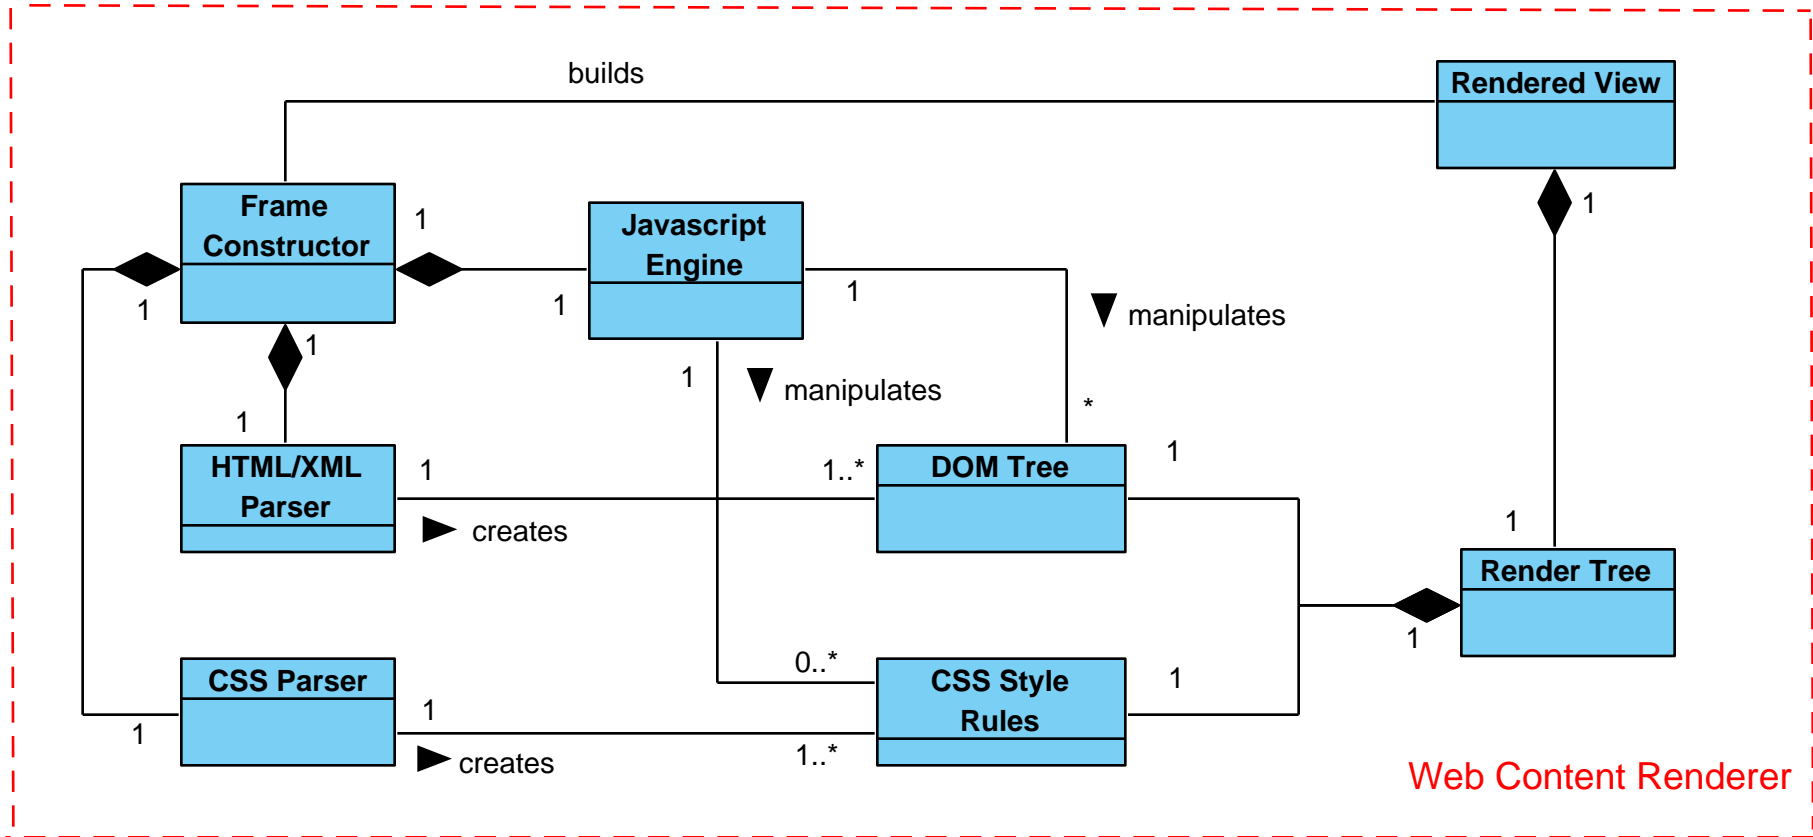 builds
Rendered View
1
Frame
Constructor
1
1
1
Javascript
Engine
1
1
1
manipulates
manipulates
*
1
1
HTML/XML
Parser
1
creates
1..*
DOM Tree
1
1
Render Tree
1
0..*
CSS Parser
1
1
creates
1..*
CSS Style
Rules
1
Web Content Renderer